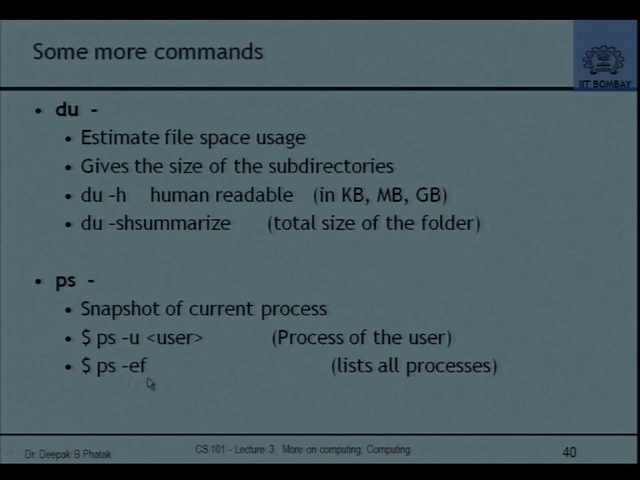 Some more commands
IIT BOMBAY
• du -
• Estimate file space usage
• Gives the size of the subdirectories
• du -h human readable (in KB, MB, GB)
• du -shsummarize (total size of the folder)
• ps -
• Snapshot of current process
• $ ps -u <user> (Process of the user)
• $ ps -ef (lists all processes)
Dr. Deepak B Phatak
CS 101 - Lecture 3. More on computing. Computing
40